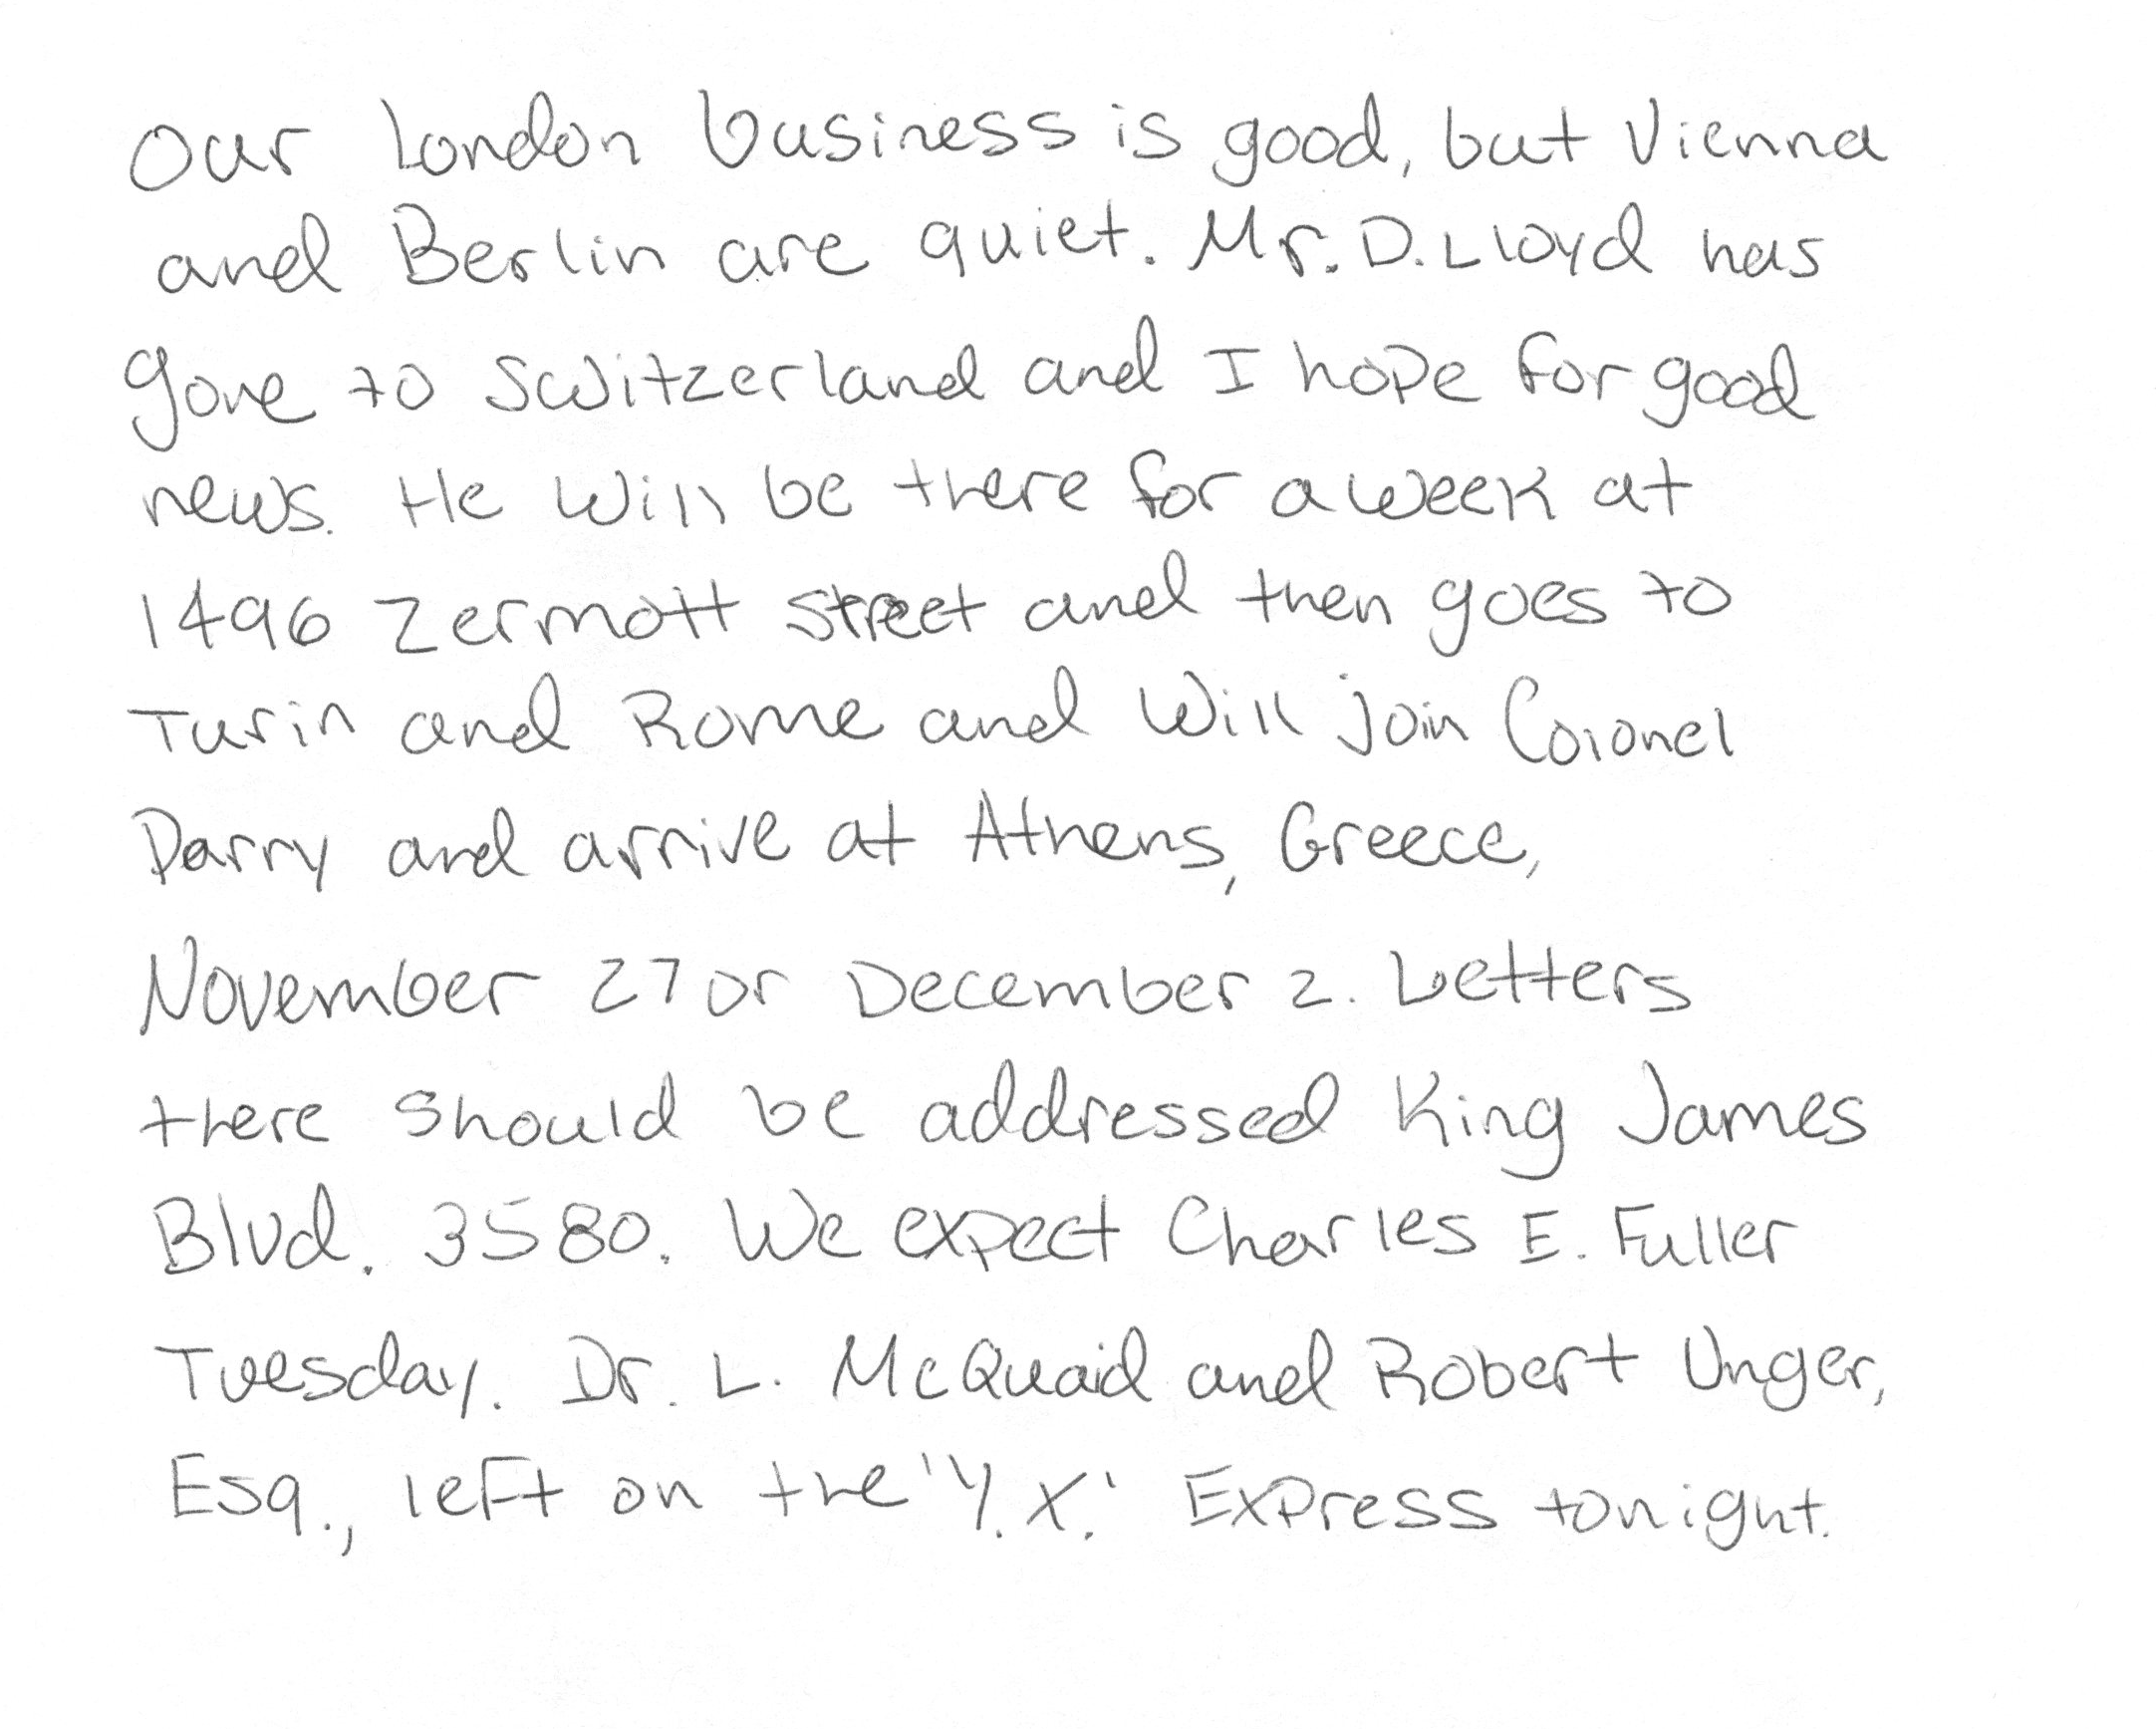 Our London business is good, but Vienna
and Berlin are quiet. Mr. D. Lloyd has
gone to Switzerland and I hope for good
news. He will be there for a week at
1496 Zermott Street and then goes to
Turin and Rome and will join Colonel
Parry and arrive at Athens, Greece,
November 27 or December 2. Letters
there should be addressed King James
Blvd. 3580. We expect Charles E. Fuller
Tuesday. Dr. L. McQuaid and Robert Unger,
Esq., left on the 'Y.X.' Express tonight.